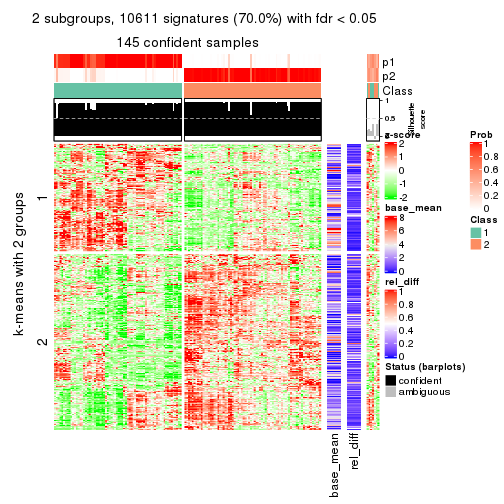 2 subgroups, 10611 signatures (70.0%) with fdr < 0.05
145 confident samples
p1
p2
Class
1
0.5
0
Silhouette
score
k-means with 2 groups
1
2
base_mean
rel_diff
z-score
2
1
0
-1
-2
base_mean
8
6
4
2
0
rel_diff
1
0.8
0.6
0.4
0.2
0
Status (barplots)
confident
ambiguous
Prob
1
0.8
0.6
0.4
0.2
0
Class
1
2